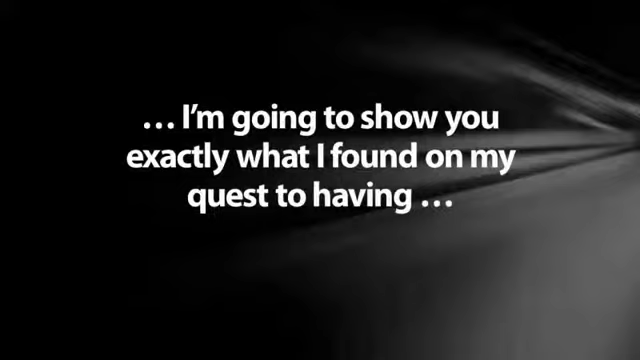 … I’m going to show you
exactly what I found on my
quest to having …